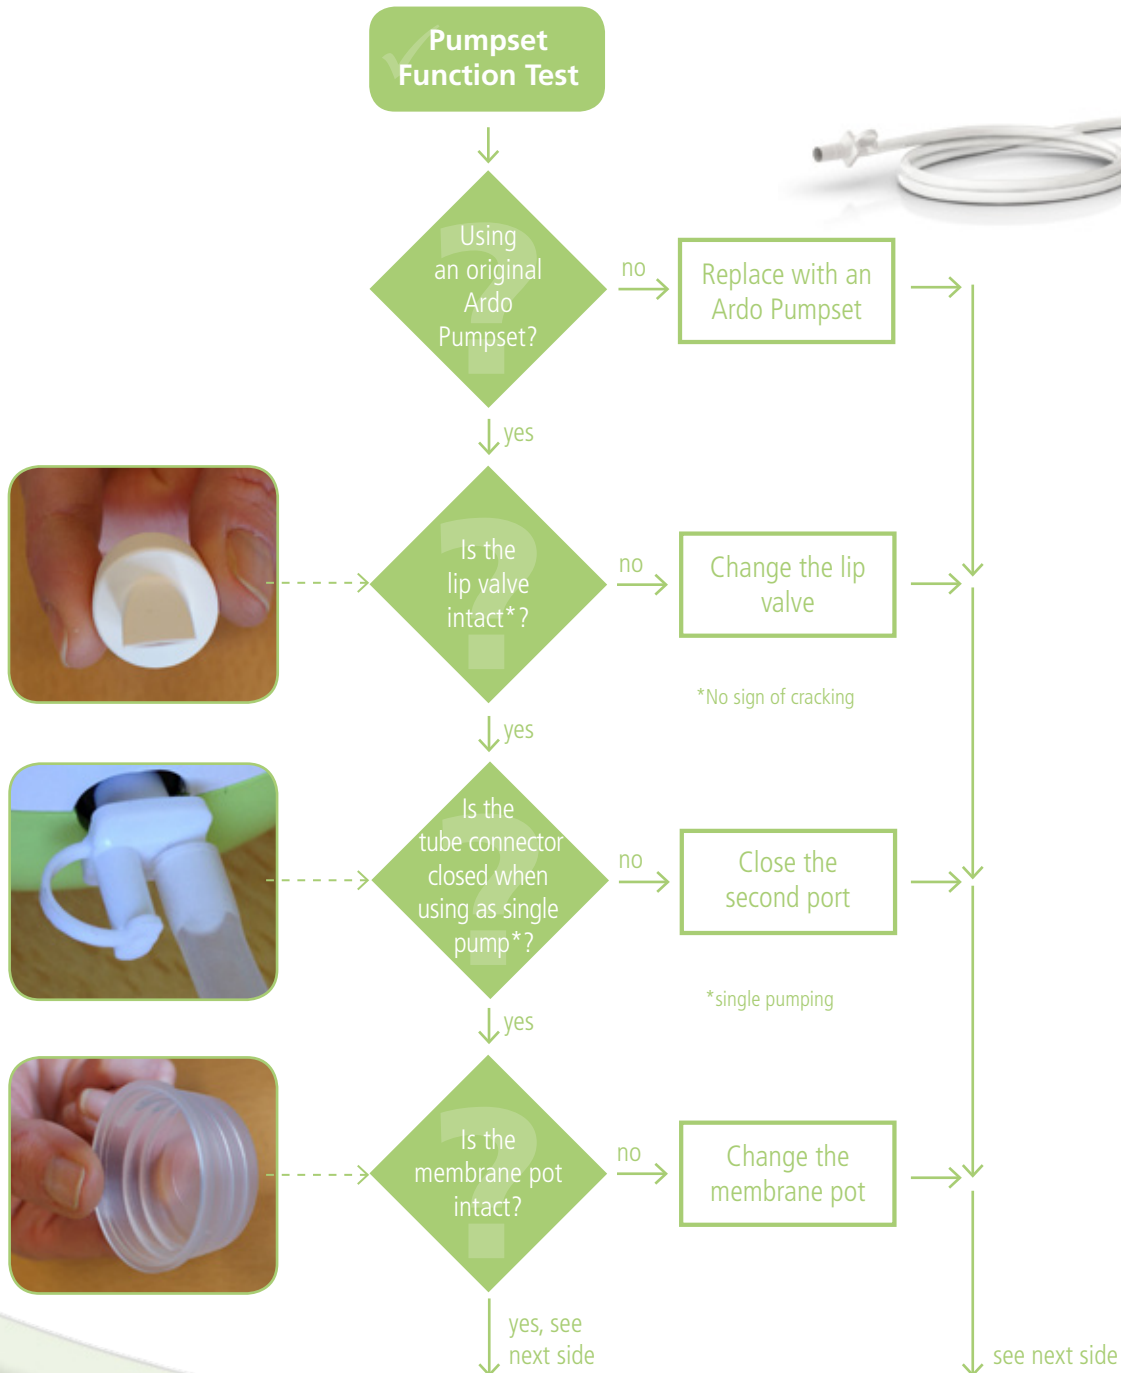 Pumpset
Function Test
Using
an original
Ardo
Pumpset?
no
Replace with an
Ardo Pumpset
yes
Is the
lip valve
intact*?
no
Change the lip
valve
*No sign of cracking
yes
Is the
tube connector
closed when
using as single
pump*?
no
Close the
second port
*single pumping
yes
Is the
membrane pot
intact?
no
Change the
membrane pot
yes, see
next side
see next side